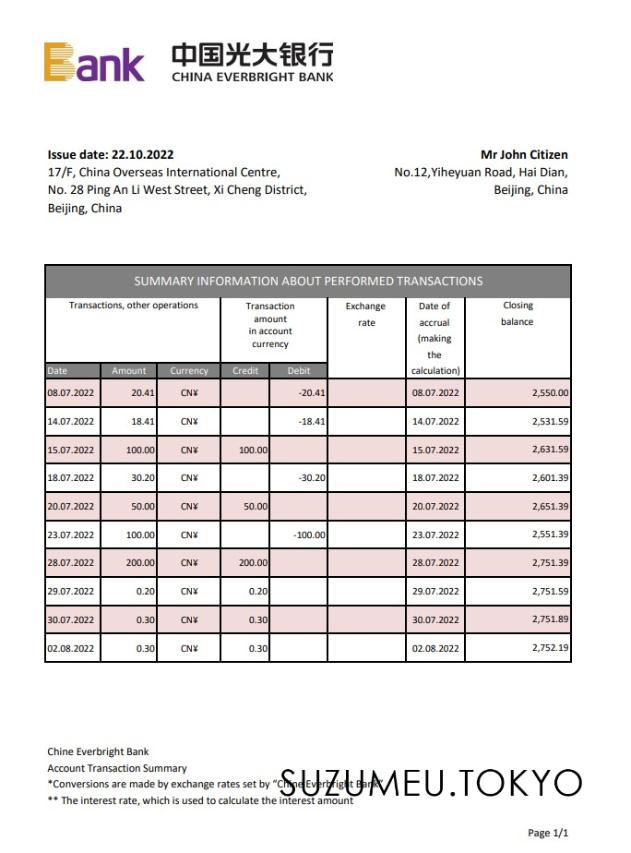 Bank 中国光大银行
CHINA EVERBRIGHT BANK
Issue date: 22.10.2022 Mr John Citizen
17/F, China Overseas International Centre, No.12,Yiheyuan Road, Hai Dian,
No. 28 Ping An Li West Street, Xi Cheng District, Beijing, China
Beijing, China
SUMMARY INFORMATION ABOUT PERFORMED TRANSACTIONS
Transactions, other operations
Transaction
amount
in account
currency
Exchange
rate
Date of
accrual
(making
the
calculation)
Closing
balance
Date Amount Currency Credit Debit
08.07.2022 20.41 CN¥ -20.41 08.07.2022 2,550.00
14.07.2022 18.41 CN¥ -18.41 14.07.2022 2,531.59
15.07.2022 100.00 CN¥ 100.00 15.07.2022 2,631.59
18.07.2022 30.20 CN¥ -30.20 18.07.2022 2,601.39
20.07.2022 50.00 CN¥ 50.00 20.07.2022 2,651.39
23.07.2022 100.00 CN¥ -100.00 23.07.2022 2,551.39
28.07.2022 200.00 CN¥ 200.00 28.07.2022 2,751.39
29.07.2022 0.20 CN¥ 0.20 29.07.2022 2,751.59
30.07.2022 0.30 CN¥ 0.30 30.07.2022 2,751.89
02.08.2022 0.30 CN¥ 0.30 02.08.2022 2,752.19
Chine Everbright Bank
Account Transaction Summary
*Conversions are made by exchange rates set by “Chine Everbright Bank”
** The interest rate, which is used to calculate the interest amount
SUZUMEU.TOKYO
Page 1/1